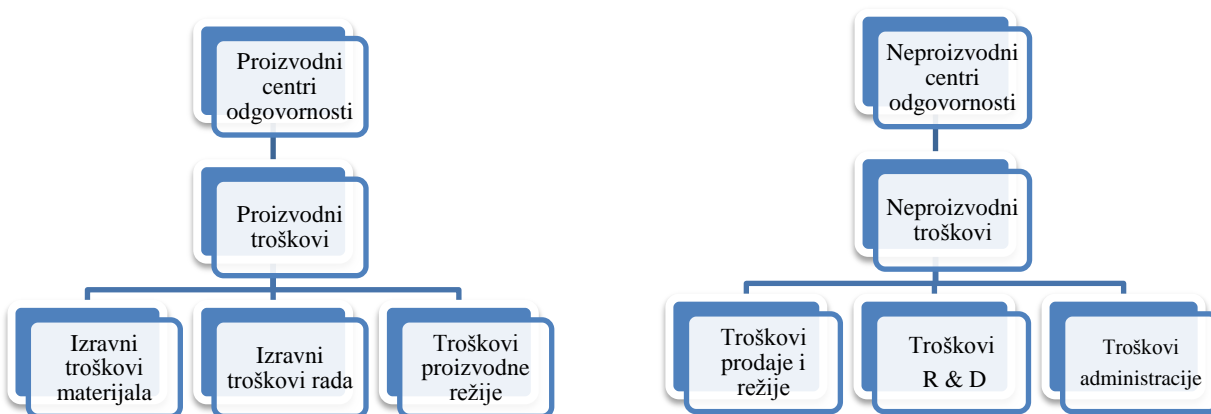 Proizvodni
centri
odgovornosti
Proizvodni
troškovi
Izravni
troškovi
materijala
Izravni
troškovi rada
Troškovi
proizvodne
režije
Neproizvodni
centri
odgovornosti
Neproizvodni
troškovi
Troškovi
prodaje i
režije
Troškovi
R & D
Troškovi
administracije